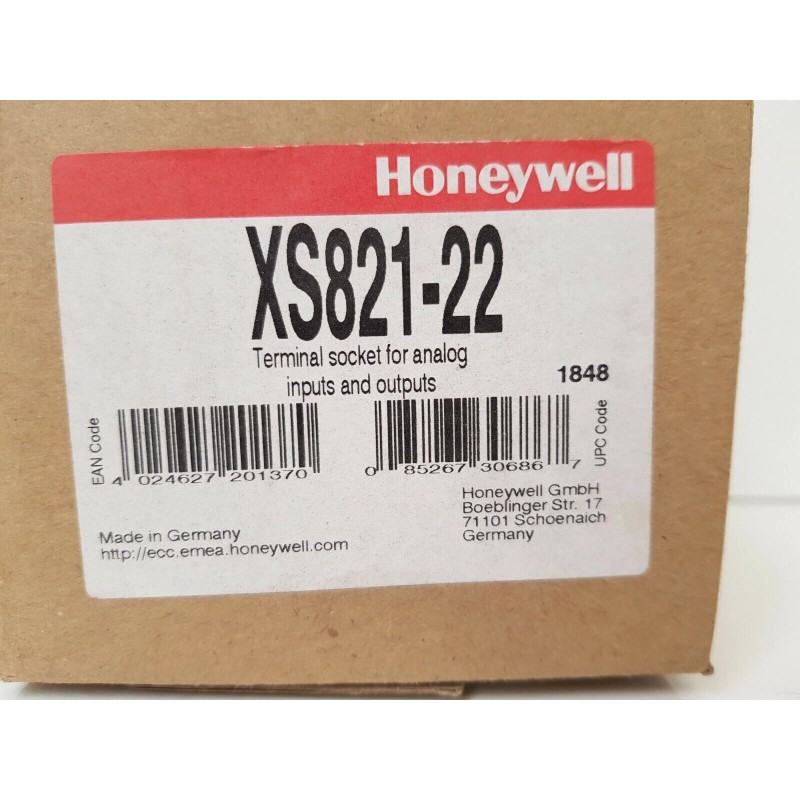 Honeywell
XS821-22
Terminal socket for analog
inputs and outputs
1848
EAN Code
4 024627 201370
0 85267 30686 7
UPC Code
Made in Germany
http://ecc.emea.honeywell.com
Honeywell GmbH
Boeblinger Str. 17
71101 Schoenaich
Germany